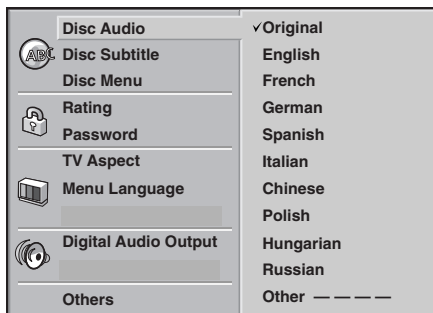 Disc Audio
ABC
Disc Subtitle
Disc Menu
Rating
Password
TV Aspect
Menu Language
Digital Audio Output
Others
✓Original
English
French
German
Spanish
Italian
Chinese
Polish
Hungarian
Russian
Other — — — —